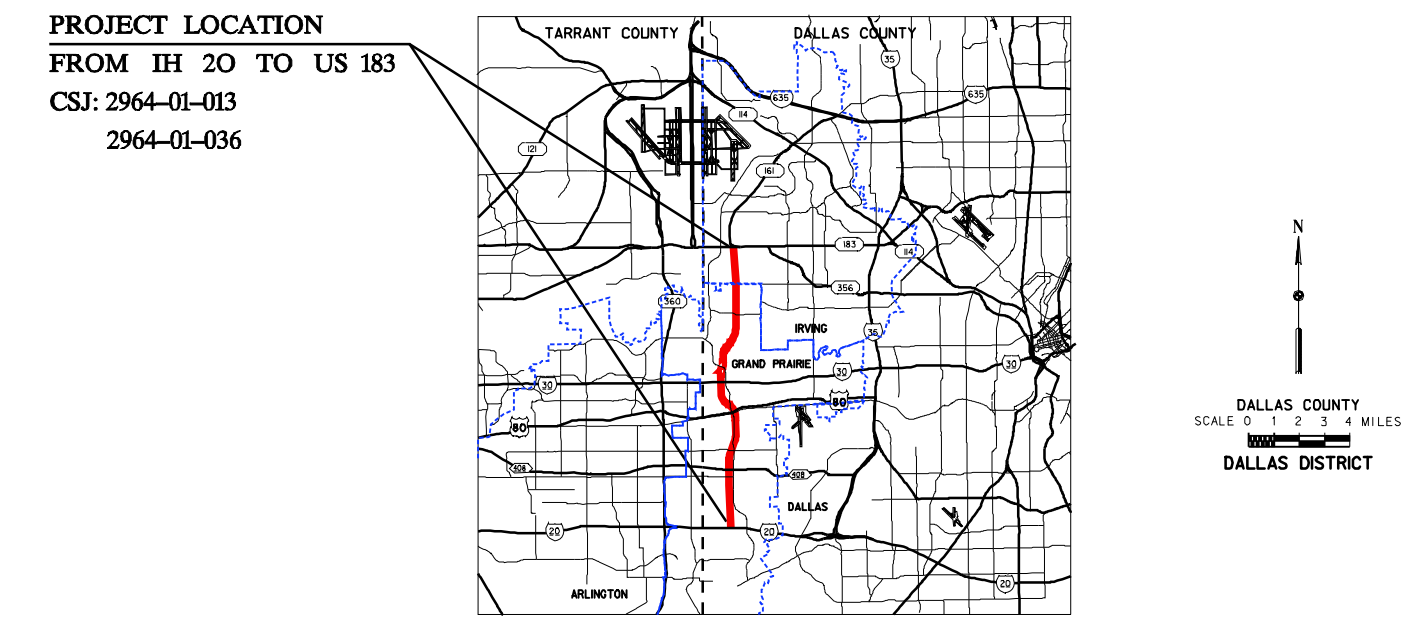 PROJECT LOCATION
FROM IH 20 TO US 183
CSJ: 2964-01-013
2964-01-036
TARRANT COUNTY
DALLAS COUNTY
35
635
635
114
121
161
183
114
356
360
IRVING
35
GRAND PRAIRIE
30
30
30
80
80
408
408
DALLAS
20
20
20
ARLINGTON
N
DALLAS COUNTY
SCALE 0 1 2 3 4 MILES
DALLAS DISTRICT